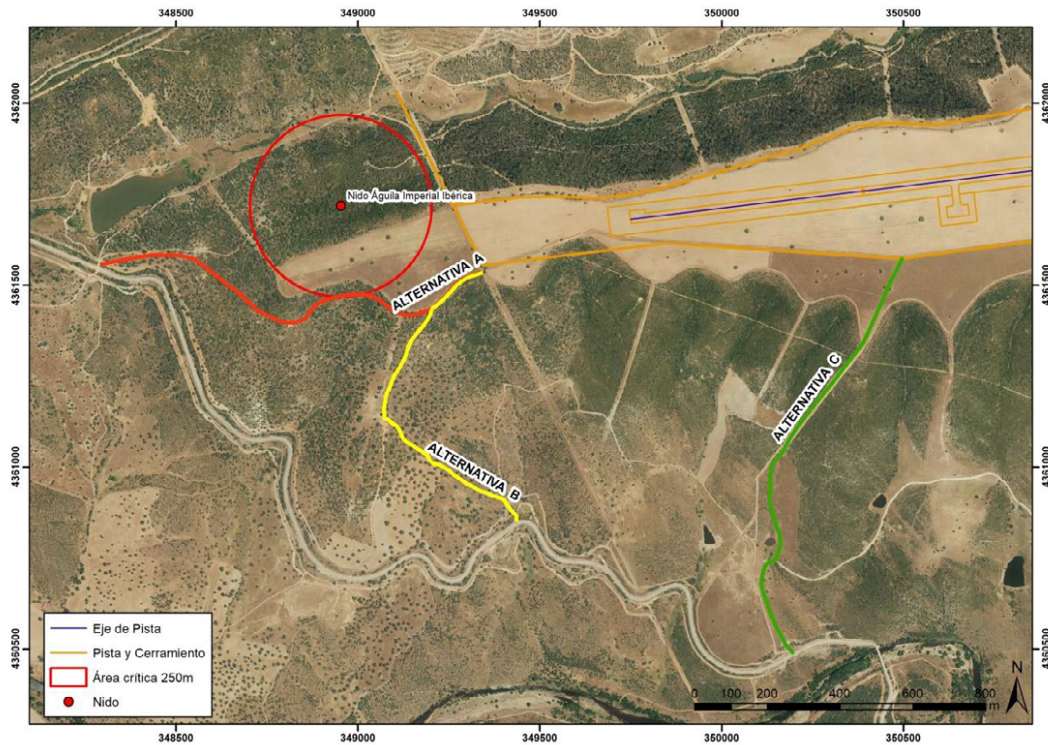 348500 349000 349500 350000 350500
4362000 4362000
Nido Águila Imperial Ibérica
ALTERNATIVA A
4361500 4361500
ALTERNATIVA C
ALTERNATIVA B
4361000 4361000
Eje de Pista
Pista y Cerramiento
Área crítica 250m
Nido
4360500 4360500
N
0 100 200 400 600 800
m
348500 349000 349500 350000 350500